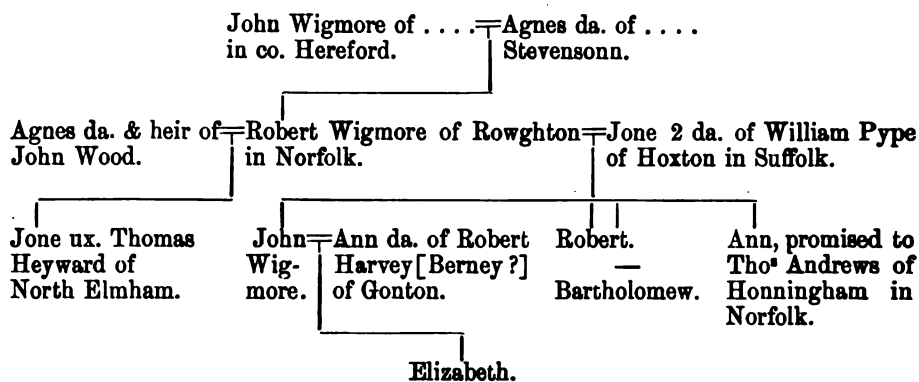 John Wigmore of . . . . Agnes da. of . . . .
in co. Hereford. Stevensonn.
Agnes da. & heir of Robert Wigmore of Rowghton Jone 2 da. of William Pype
John Wood. in Norfolk. of Hoxton in Suffolk.
Jone ux. Thomas John Ann da. of Robert Robert. Ann, promised to
Heyward of Wig- Harvey [Berney ?] — Thoˢ Andrews of
North Elmham. more. of Gonton. Bartholomew. Honningham in
Norfolk.
Elizabeth.